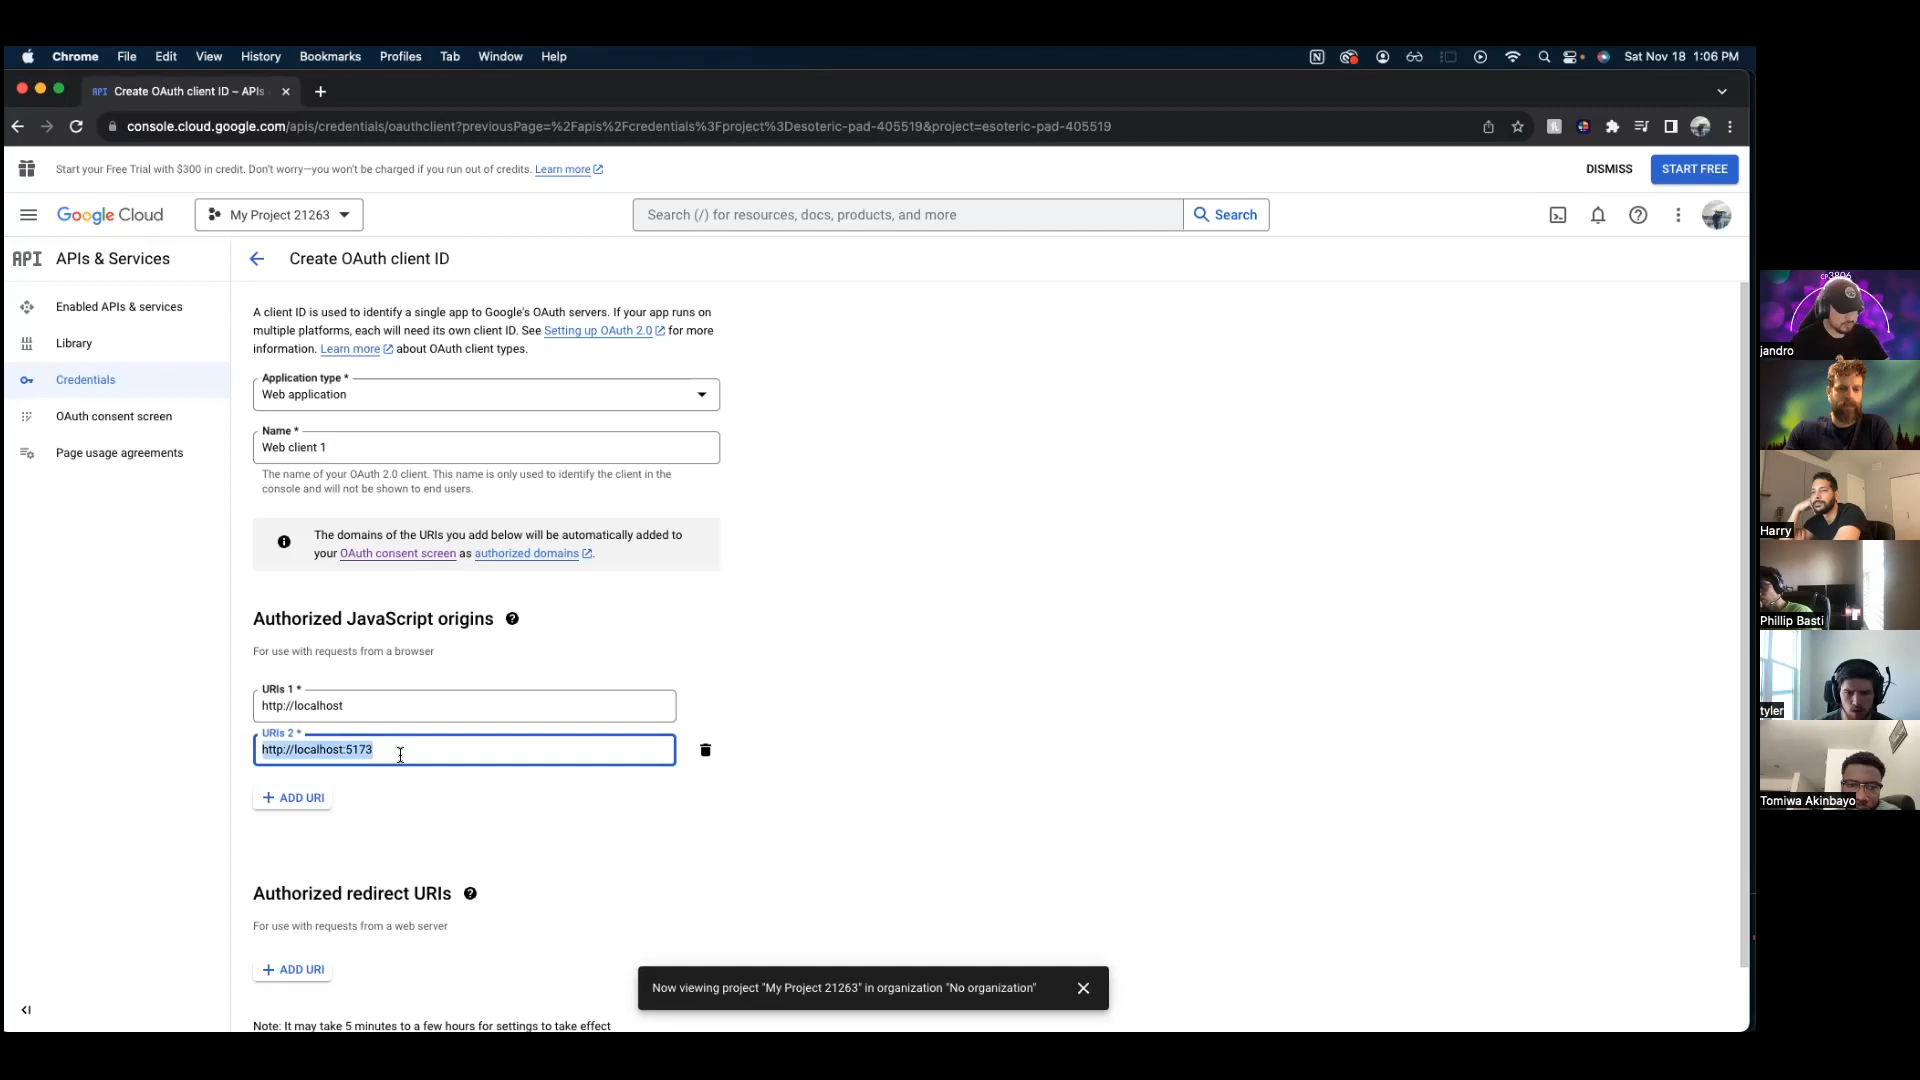 Chrome File Edit View History Bookmarks Profiles Tab Window Help Sat Nov 18 1:06 PM
API Create OAuth client ID – APIs
console.cloud.google.com/apis/credentials/oauthclient?previousPage=%2Fapis%2Fcredentials%3Fproject%3Desoteric-pad-405519&project=esoteric-pad-405519
Start your Free Trial with $300 in credit. Don't worry—you won't be charged if you run out of credits. Learn more DISMISS START FREE
Google Cloud My Project 21263 Search (/) for resources, docs, products, and more Search
API APIs & Services Create OAuth client ID
Enabled APIs & services
Library
Credentials
OAuth consent screen
Page usage agreements
A client ID is used to identify a single app to Google's OAuth servers. If your app runs on
multiple platforms, each will need its own client ID. See Setting up OAuth 2.0 for more
information. Learn more about OAuth client types.
Application type *
Web application
Name *
Web client 1
The name of your OAuth 2.0 client. This name is only used to identify the client in the
console and will not be shown to end users.
The domains of the URIs you add below will be automatically added to
your OAuth consent screen as authorized domains.
Authorized JavaScript origins
For use with requests from a browser
URIs 1 *
http://localhost
URIs 2 *
http://localhost:5173
+ ADD URI
Authorized redirect URIs
For use with requests from a web server
+ ADD URI
Now viewing project "My Project 21263" in organization "No organization"
Note: It may take 5 minutes to a few hours for settings to take effect
CP3806
jandro
Harry
Phillip Basti
tyler
Tomiwa Akinbayo